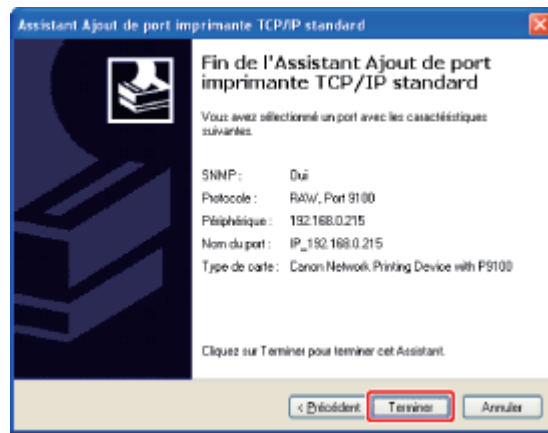 Assistant Ajout de port imprimante TCP/IP standard
Fin de l'Assistant Ajout de port
imprimante TCP/IP standard
Vous avez sélectionné un port avec les caractéristiques
suivantes.
SNMP : Oui
Protocole : RAW, Port 9100
Périphérique : 192.168.0.215
Nom du port : IP_192.168.0.215
Type de carte : Canon Network Printing Device with P9100
Cliquez sur Terminer pour terminer cet Assistant.
< Précédent Terminer Annuler